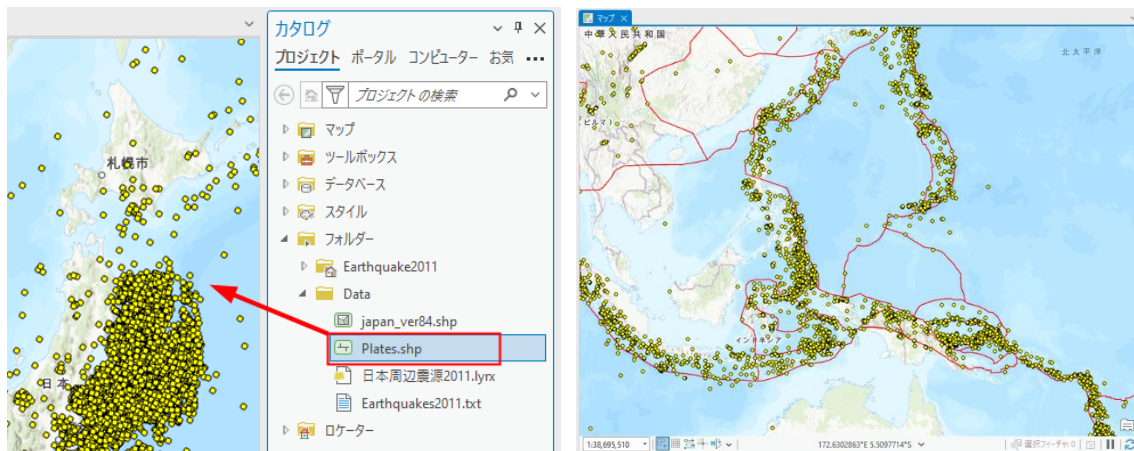 カタログ
プロジェクト ポータル コンピューター お気 •••
プロジェクトの検索
マップ
ツールボックス
データベース
スタイル
フォルダー
Earthquake2011
Data
japan_ver84.shp
Plates.shp
日本周辺震源2011.lyrx
Earthquakes2011.txt
ロケーター
札幌市
日本
マップ
中華人民共和国
北太平洋
ビルマ)
インドネシア
1:38,695,510
172.6302863°E 5.5097714°S
選択フィーチャ: 0